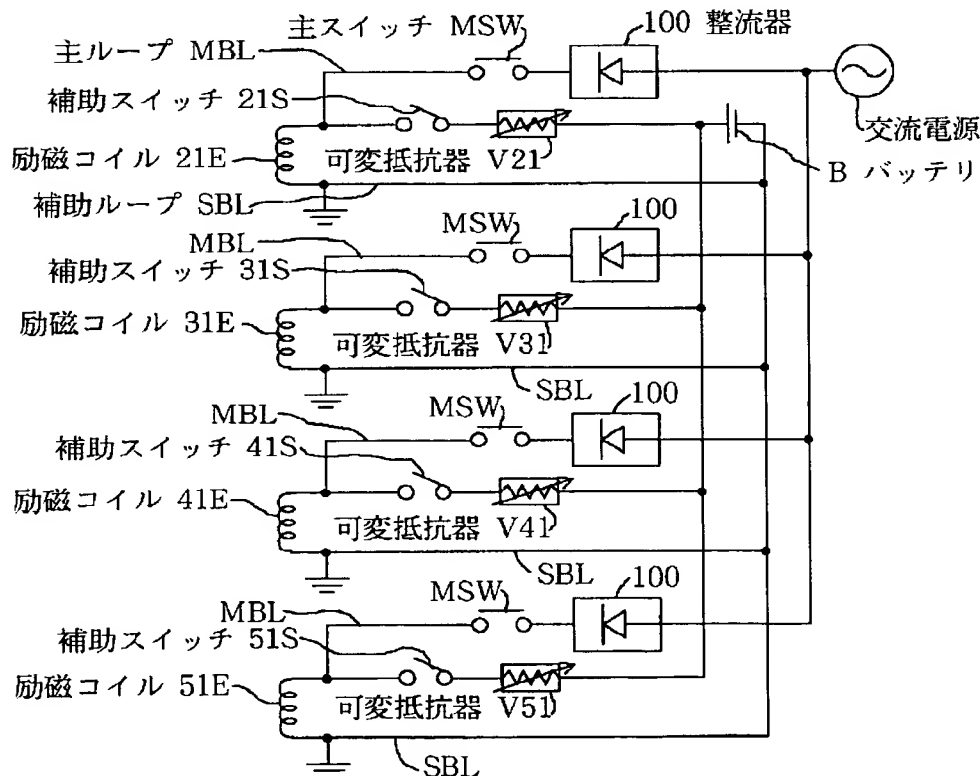 主スイッチ MSW
100 整流器
主ループ MBL
補助スイッチ 21S
交流電源
励磁コイル 21E
可変抵抗器 V21
B バッテリ
補助ループ SBL
MSW
100
MBL
補助スイッチ 31S
励磁コイル 31E
可変抵抗器 V31
SBL
100
MBL
MSW
補助スイッチ 41S
励磁コイル 41E
可変抵抗器 V41
SBL
100
MSW
MBL
補助スイッチ 51S
励磁コイル 51E
可変抵抗器 V51
SBL